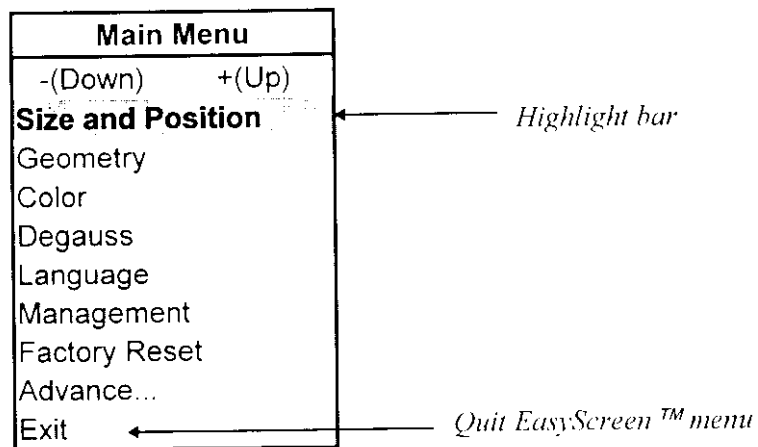 Main Menu
-(Down) +(Up)
Size and Position
Highlight bar
Geometry
Color
Degauss
Language
Management
Factory Reset
Advance...
Exit
Quit EasyScreen ™ menu